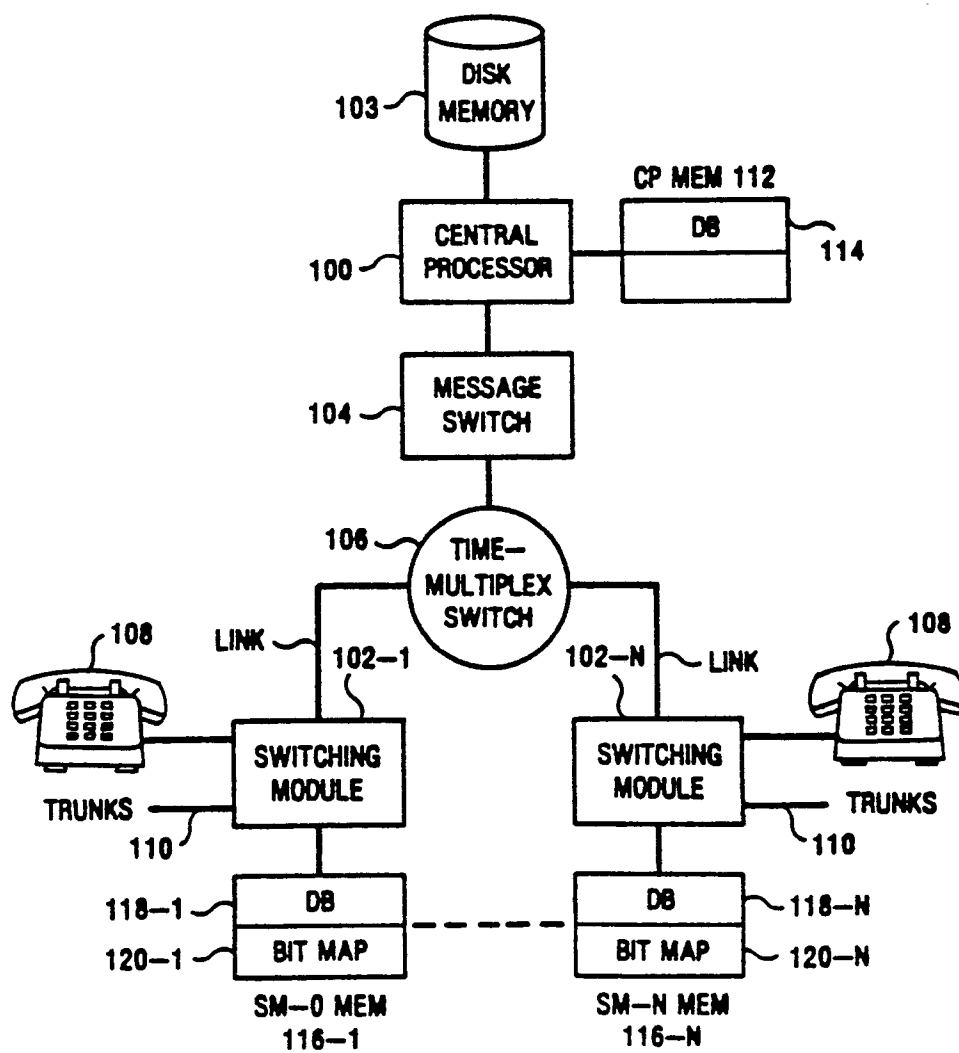 DISK
MEMORY
103
CP MEM 112
DB
114
CENTRAL
PROCESSOR
100
MESSAGE
SWITCH
104
106
TIME—
MULTIPLEX
SWITCH
108
LINK
102-1
102-N
LINK
108
SWITCHING
MODULE
SWITCHING
MODULE
TRUNKS
110
TRUNKS
110
118-1
DB
DB
118-N
120-1
BIT MAP
BIT MAP
120-N
SM-0 MEM
116-1
SM-N MEM
116-N